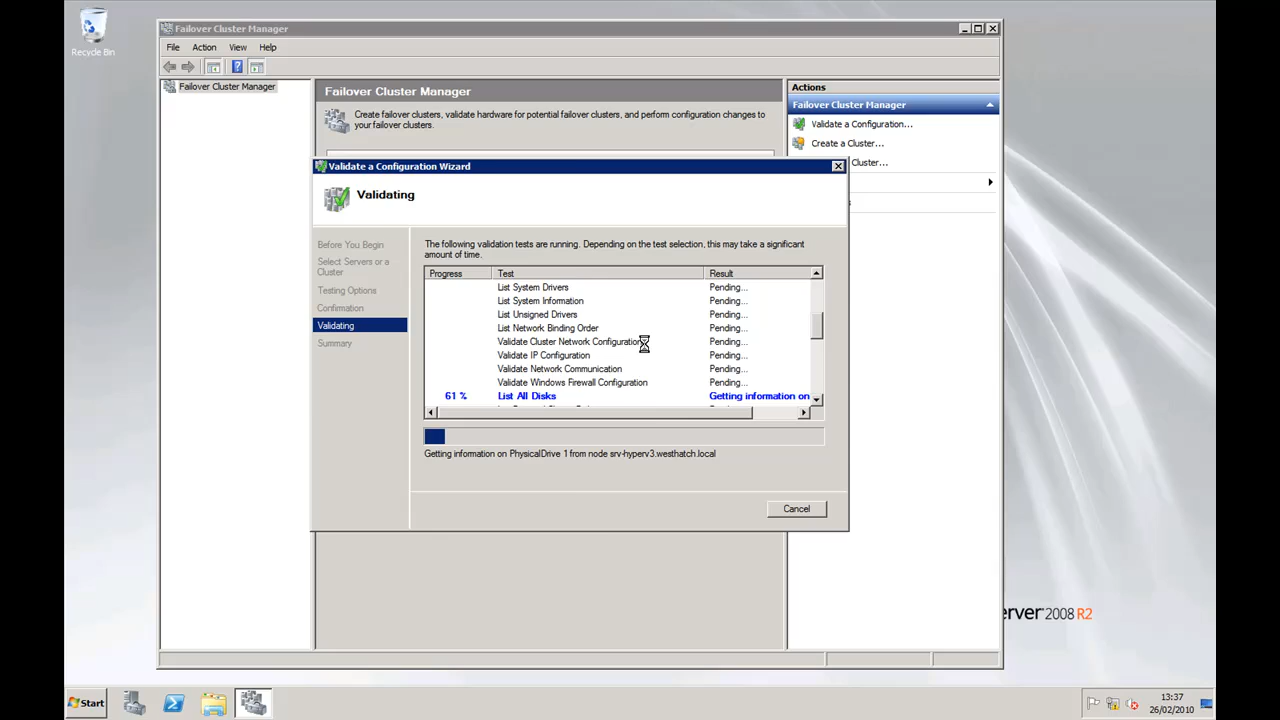 Recycle Bin
Failover Cluster Manager
File Action View Help
Failover Cluster Manager
Failover Cluster Manager
Create failover clusters, validate hardware for potential failover clusters, and perform configuration changes to
your failover clusters.
Actions
Failover Cluster Manager
Validate a Configuration...
Create a Cluster...
Cluster...
Validate a Configuration Wizard
Validating
Before You Begin
Select Servers or a
Cluster
Testing Options
Confirmation
Validating
Summary
The following validation tests are running. Depending on the test selection, this may take a significant
amount of time.
Progress Test Result
List System Drivers Pending...
List System Information Pending...
List Unsigned Drivers Pending...
List Network Binding Order Pending...
Validate Cluster Network Configuration Pending...
Validate IP Configuration Pending...
Validate Network Communication Pending...
Validate Windows Firewall Configuration Pending...
61 % List All Disks Getting information on
Getting information on PhysicalDrive 1 from node srv-hyperv3.westhatch.local
Cancel
erver 2008 R2
Start
13:37
26/02/2010